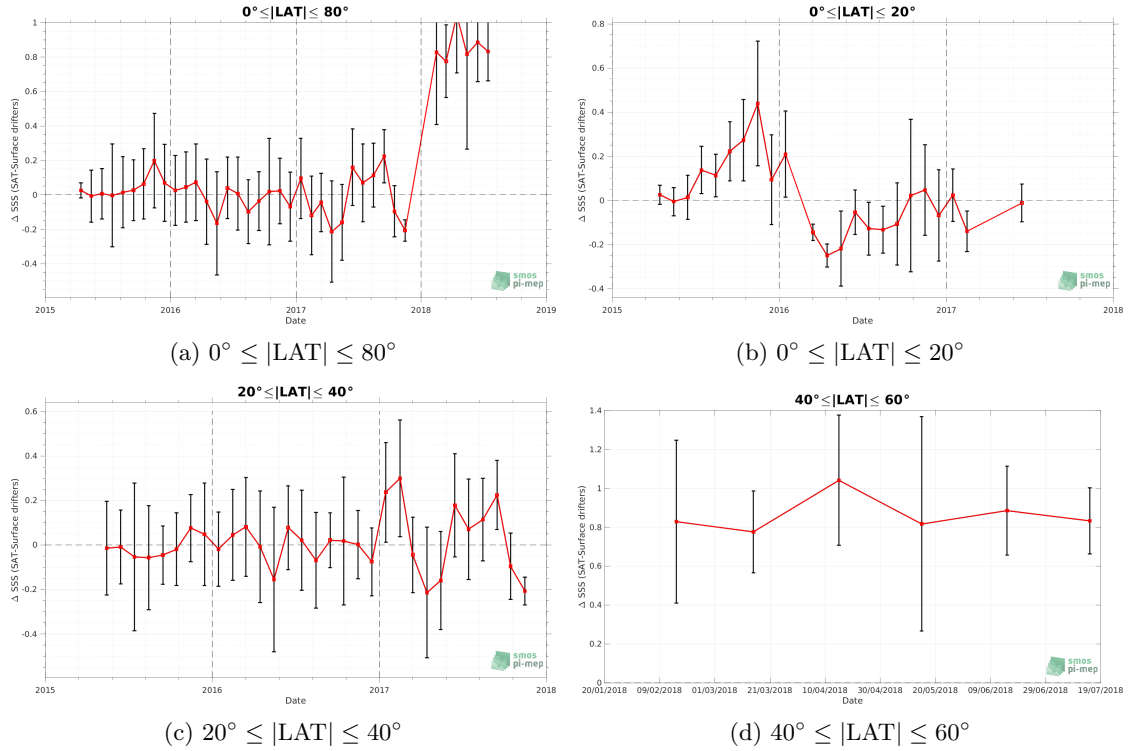 0°≤|LAT|≤ 80°
Δ SSS (SAT-Surface drifters)
1
0.8
0.6
0.4
0.2
0
-0.2
-0.4
smos
pi-mep
2015 2016 2017 2018 2019
Date
(a) 0° ≤ |LAT| ≤ 80°
0°≤|LAT|≤ 20°
Δ SSS (SAT-Surface drifters)
0.8
0.6
0.4
0.2
0
-0.2
-0.4
smos
pi-mep
2015 2016 2017 2018
Date
(b) 0° ≤ |LAT| ≤ 20°
20°≤|LAT|≤ 40°
Δ SSS (SAT-Surface drifters)
0.6
0.4
0.2
0
-0.2
-0.4
smos
pi-mep
2015 2016 2017 2018
Date
(c) 20° ≤ |LAT| ≤ 40°
40°≤|LAT|≤ 60°
Δ SSS (SAT-Surface drifters)
1.4
1.2
1
0.8
0.6
0.4
0.2
0
smos
pi-mep
20/01/2018 09/02/2018 01/03/2018 21/03/2018 10/04/2018 30/04/2018 20/05/2018 09/06/2018 29/06/2018 19/07/2018
Date
(d) 40° ≤ |LAT| ≤ 60°